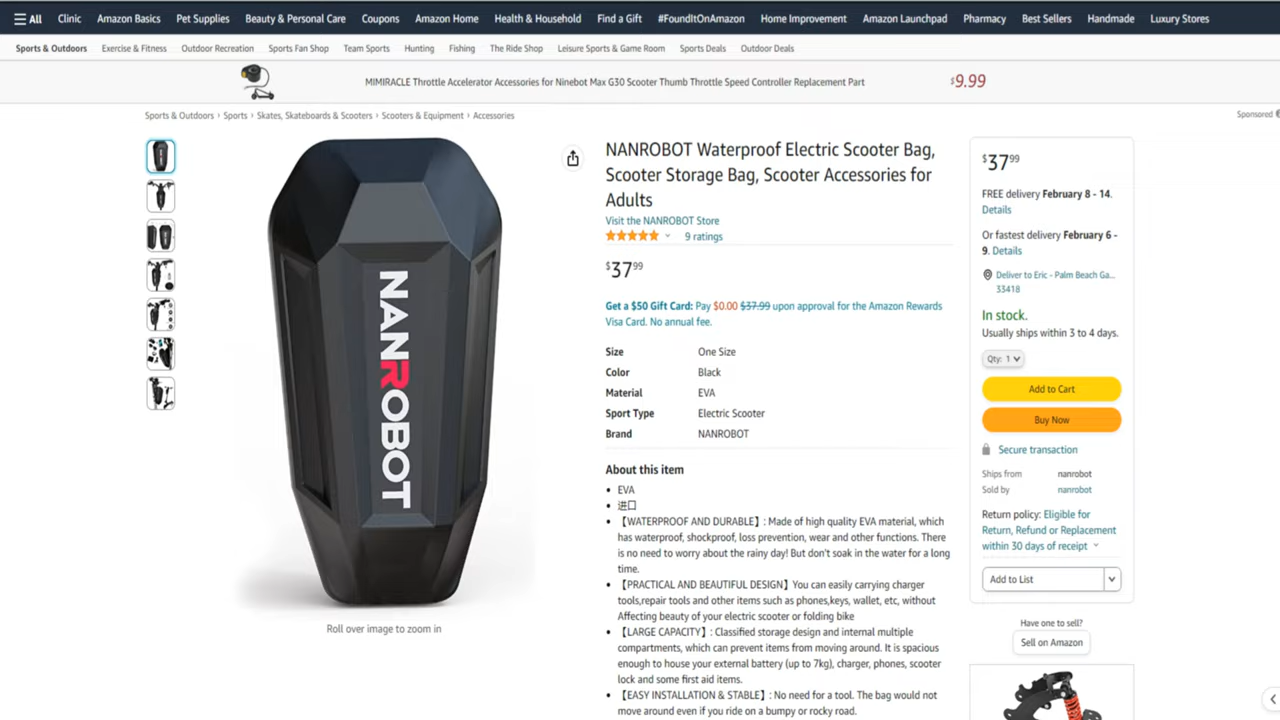 All Clinic Amazon Basics Pet Supplies Beauty & Personal Care Coupons Amazon Home Health & Household Find a Gift #FoundItOnAmazon Home Improvement Amazon Launchpad Pharmacy Best Sellers Handmade Luxury Stores
Sports & Outdoors Exercise & Fitness Outdoor Recreation Sports Fan Shop Team Sports Hunting Fishing The Ride Shop Leisure Sports & Game Room Sports Deals Outdoor Deals
MIMIRACLE Throttle Accelerator Accessories for Ninebot Max G30 Scooter Thumb Throttle Speed Controller Replacement Part $9.99
Sponsored
Sports & Outdoors › Sports › Skates, Skateboards & Scooters › Scooters & Equipment › Accessories
NANROBOT
Roll over image to zoom in
NANROBOT Waterproof Electric Scooter Bag,
Scooter Storage Bag, Scooter Accessories for
Adults
Visit the NANROBOT Store
9 ratings
$37.99
Get a $50 Gift Card: Pay $0.00 $37.99 upon approval for the Amazon Rewards
Visa Card. No annual fee.
Size One Size
Color Black
Material EVA
Sport Type Electric Scooter
Brand NANROBOT
About this item
• EVA
• 进口
• 【WATERPROOF AND DURABLE】: Made of high quality EVA material, which
has waterproof, shockproof, loss prevention, wear and other functions. There
is no need to worry about the rainy day! But don't soak in the water for a long
time.
• 【PRACTICAL AND BEAUTIFUL DESIGN】You can easily carrying charger
tools,repair tools and other items such as phones,keys, wallet, etc, without
Affecting beauty of your electric scooter or folding bike
• 【LARGE CAPACITY】: Classified storage design and internal multiple
compartments, which can prevent items from moving around. It is spacious
enough to house your external battery (up to 7kg), charger, phones, scooter
lock and some first aid items.
• 【EASY INSTALLATION & STABLE】: No need for a tool. The bag would not
move around even if you ride on a bumpy or rocky road.
$37.99
FREE delivery February 8 - 14.
Details
Or fastest delivery February 6 -
9. Details
Deliver to Eric - Palm Beach Ga...
33418
In stock.
Usually ships within 3 to 4 days.
Qty: 1
Add to Cart
Buy Now
Secure transaction
Ships from nanrobot
Sold by nanrobot
Return policy: Eligible for
Return, Refund or Replacement
within 30 days of receipt
Add to List
Have one to sell?
Sell on Amazon